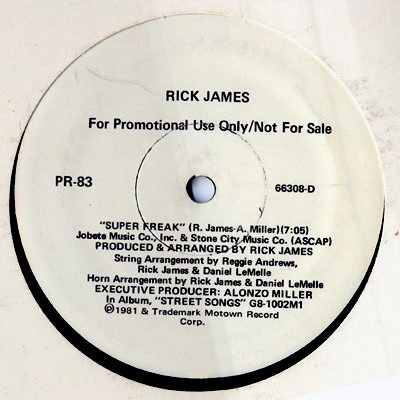 RICK JAMES
For Promotional Use Only/Not For Sale
PR-83
66308-D
"SUPER FREAK" (R. James-A. Miller)(7:05)
Jobete Music Co., Inc. & Stone City Music Co. (ASCAP)
PRODUCED & ARRANGED BY RICK JAMES
String Arrangement by Reggie Andrews,
Rick James & Daniel LeMelle
Horn Arrangement by Rick James & Daniel LeMelle
EXECUTIVE PRODUCER: ALONZO MILLER
In Album, "STREET SONGS" G8-1002M1
℗1981 & Trademark Motown Record
Corp.